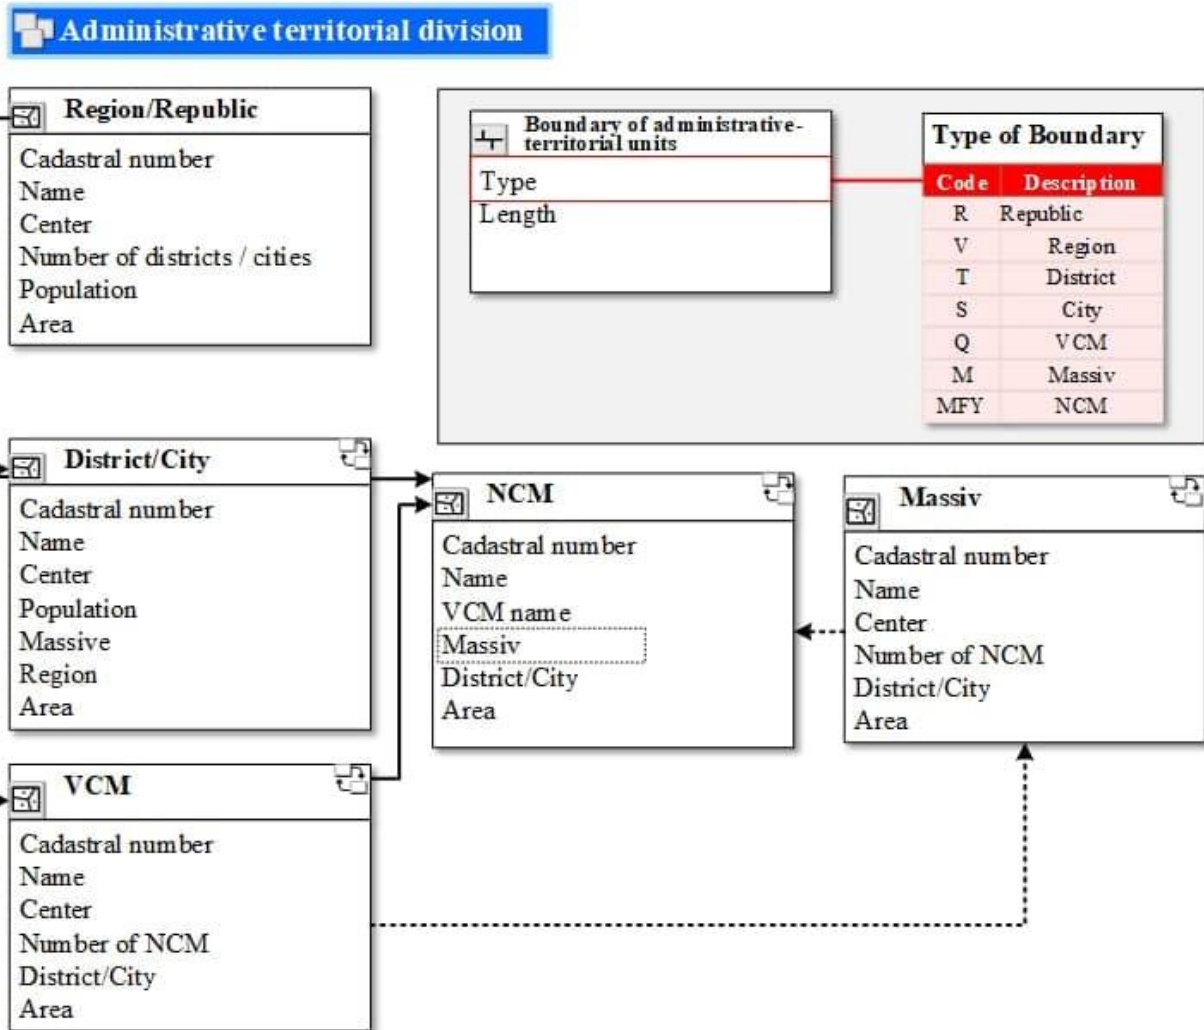 Administrative territorial division
Region/Republic
Cadastral number
Name
Center
Number of districts / cities
Population
Area
Boundary of administrative-
territorial units
Type
Length
Type of Boundary
Code Description
R Republic
V Region
T District
S City
Q VCM
M Massiv
MFY NCM
District/City
Cadastral number
Name
Center
Population
Massive
Region
Area
NCM
Cadastral number
Name
VCM name
Massiv
District/City
Area
Massiv
Cadastral number
Name
Center
Number of NCM
District/City
Area
VCM
Cadastral number
Name
Center
Number of NCM
District/City
Area